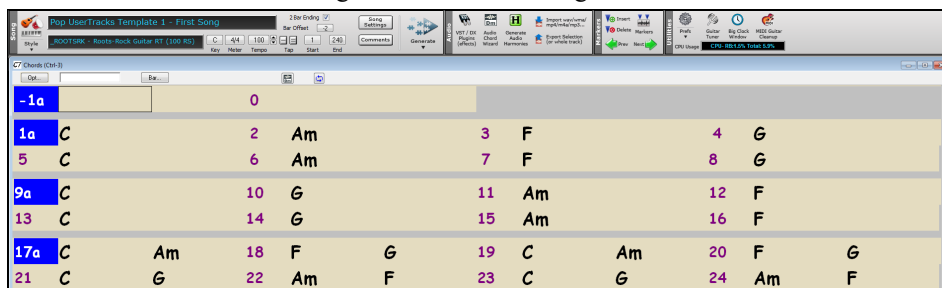 Song
Pop UserTracks Template 1 - First Song
2 Bar Ending
Bar Offset -2
Song Settings
Style
_ROOTSRK - Roots-Rock Guitar RT (100 RS)
C 4/4 100 1 240
Key Meter Tempo Tap Start End
Comments
Generate
Audio
VST / DX Plugins (effects)
Audio Chord Wizard
Generate Audio Harmonies
Import wav/wma/mp4/m4a/mp3...
Export Selection (or whole track)
Markers
Insert
Delete
Markers
Prev Next
Utilities
Prefs
Guitar Tuner
Big Clock Window
MIDI Guitar Cleanup
CPU Usage
C7 Chords (Ctrl-3)
Opt... Bar...
-1a 0
1a C 2 Am 3 F 4 G
5 C 6 Am 7 F 8 G
9a C 10 G 11 Am 12 F
13 C 14 G 15 Am 16 F
17a C Am 18 F G 19 C Am 20 F G
21 C G 22 Am F 23 C G 24 Am F